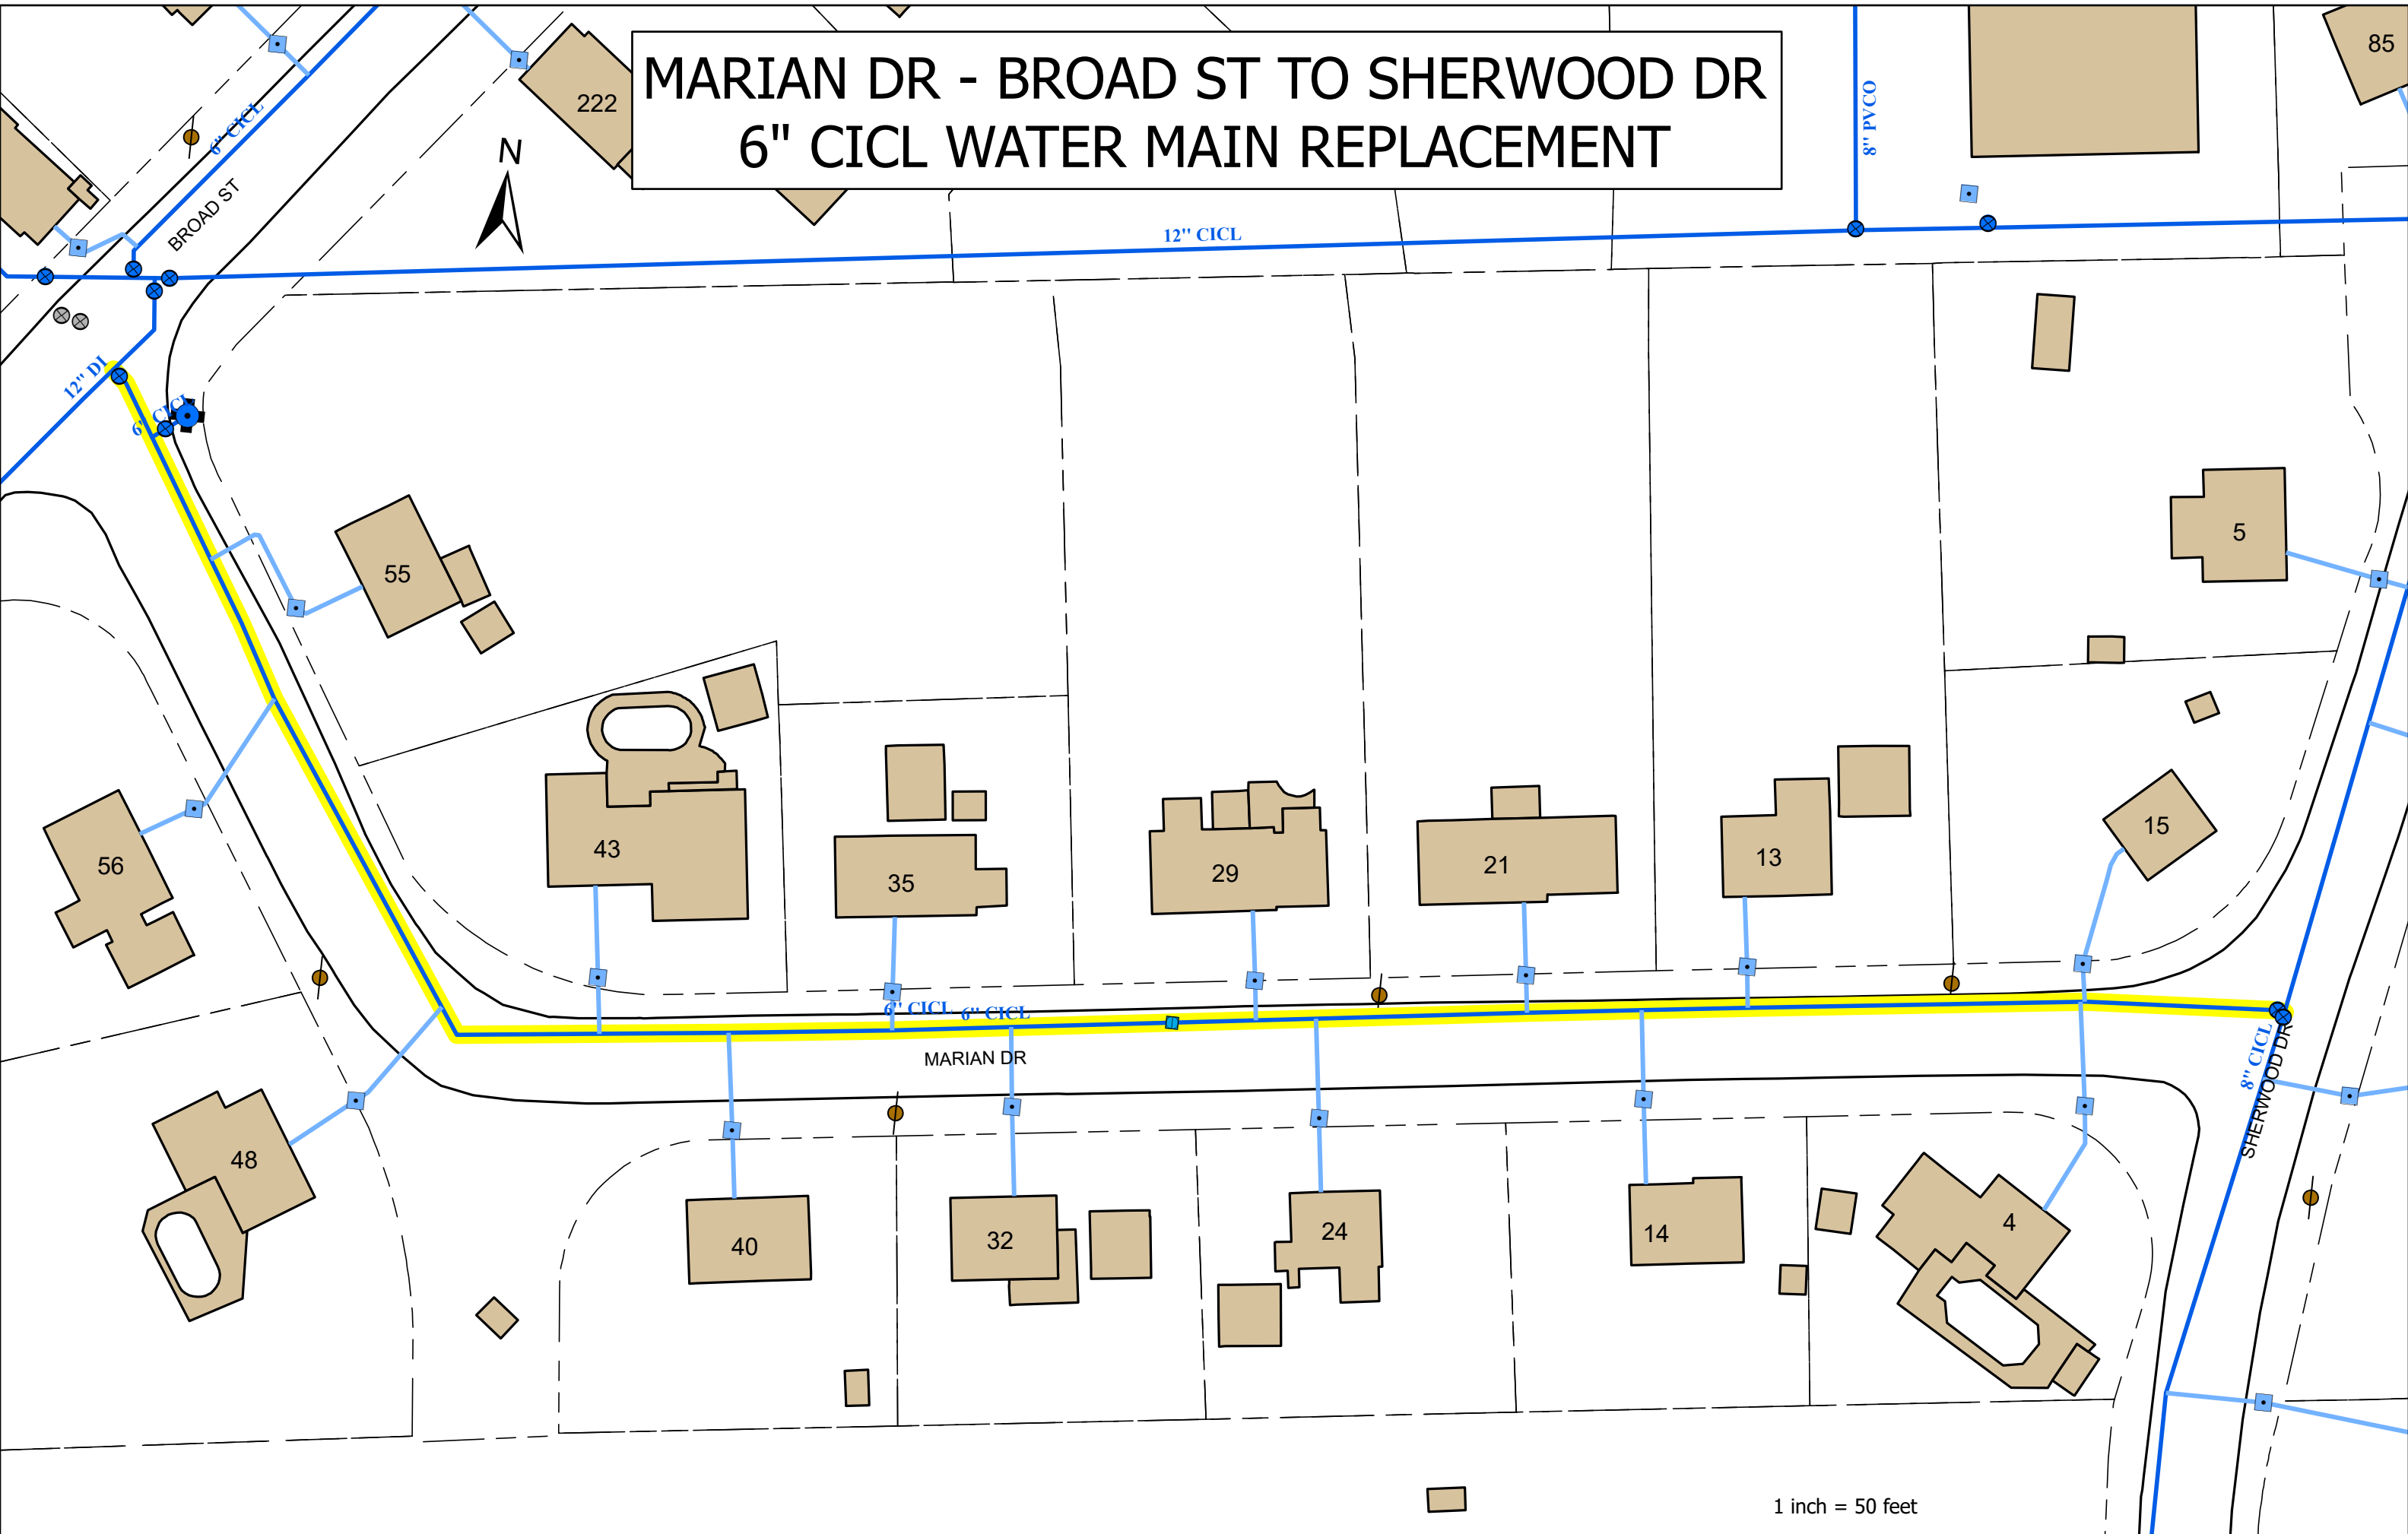 MARIAN DR - BROAD ST TO SHERWOOD DR
6" CICL WATER MAIN REPLACEMENT
85
222
N
6" CICL
BROAD ST
8" PVCO
12" CICL
12" DI
6" CICL
55
5
56
43
35
29
21
13
15
6" CICL
6" CICL
MARIAN DR
8" CICL
SHERWOOD DR
48
40
32
24
14
4
1 inch = 50 feet